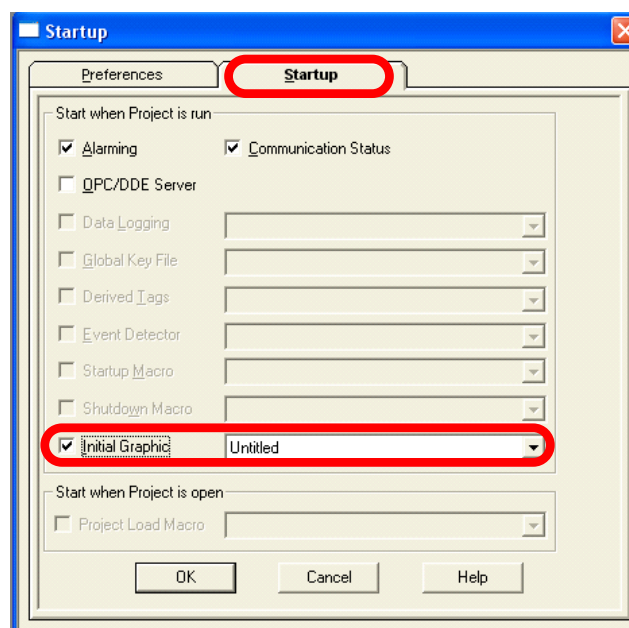 Startup
Preferences Startup
Start when Project is run
Alarming Communication Status
OPC/DDE Server
Data Logging
Global Key File
Derived Tags
Event Detector
Startup Macro
Shutdown Macro
Initial Graphic Untitled
Start when Project is open
Project Load Macro
OK Cancel Help